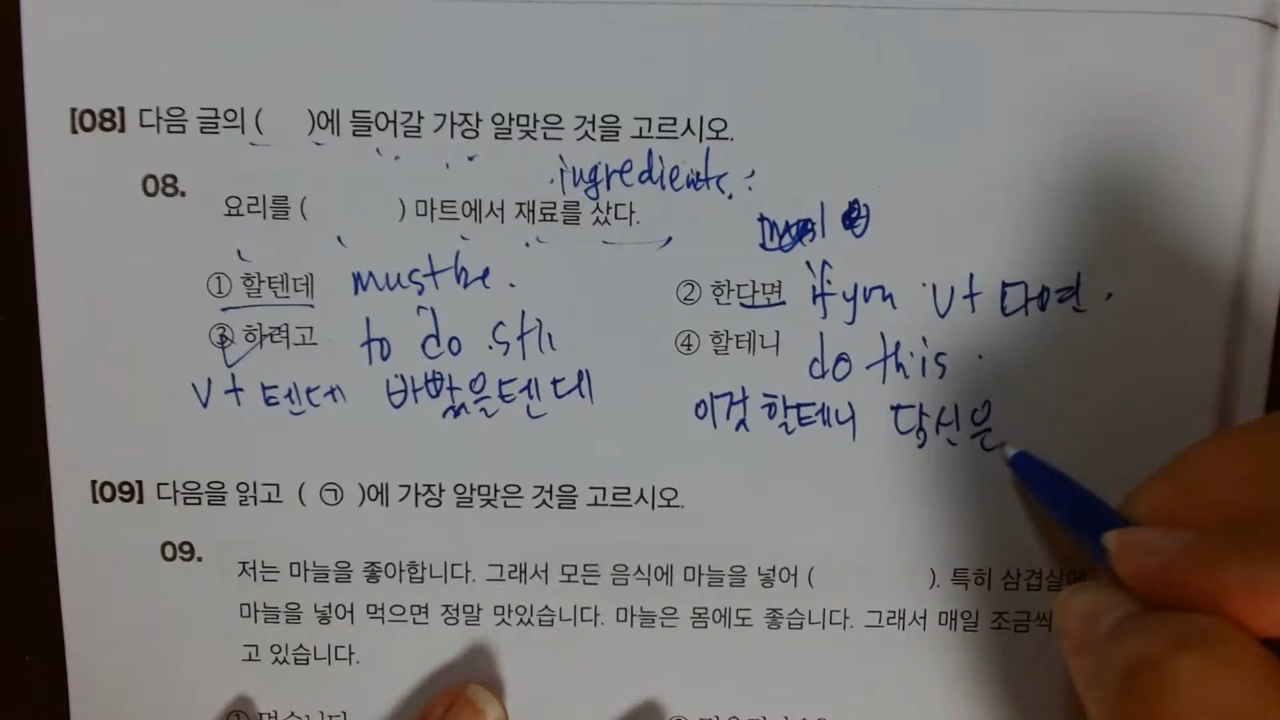 [08] 다음 글의 (    )에 들어갈 가장 알맞은 것을 고르시오.
ingredients :
08.
요리를 (        ) 마트에서 재료를 샀다.
① 할텐데 must be .
② 한다면 if you V+ 다면 .
③ 하려고 to do sth
④ 할테니 do this
V+ 텐데 바빴을텐데
이것 할테니 당신은
[09] 다음을 읽고 ( ㉠ )에 가장 알맞은 것을 고르시오.
09.
저는 마늘을 좋아합니다. 그래서 모든 음식에 마늘을 넣어 (        ). 특히 삼겹살에
마늘을 넣어 먹으면 정말 맛있습니다. 마늘은 몸에도 좋습니다. 그래서 매일 조금씩
고 있습니다.
① 먹습니다